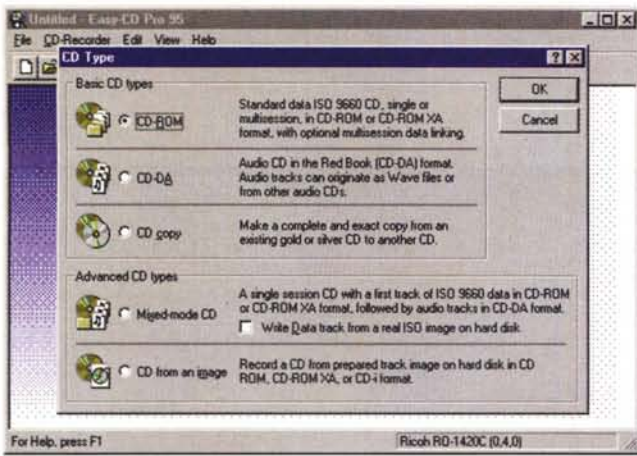 Untitled - Easy-CD Pro 95
File CD-Recorder Edit View Help
CD Type
Basic CD types
CD-ROM
Standard data ISO 9660 CD, single or
multisession, in CD-ROM or CD-ROM XA
format, with optional multisession data linking.
OK
Cancel
CD-DA
Audio CD in the Red Book (CD-DA) format.
Audio tracks can originate as Wave files or
from other audio CDs.
CD copy
Make a complete and exact copy from an
existing gold or silver CD to another CD.
Advanced CD types
Mixed-mode CD
A single session CD with a first track of ISO 9660 data in CD-ROM
or CD-ROM XA format, followed by audio tracks in CD-DA format.
Write Data track from a real ISO image on hard disk.
CD from an image
Record a CD from prepared track image on hard disk in CD
ROM, CD-ROM XA, or CD-i format.
For Help, press F1
Ricoh RO-1420C (0,4,0)